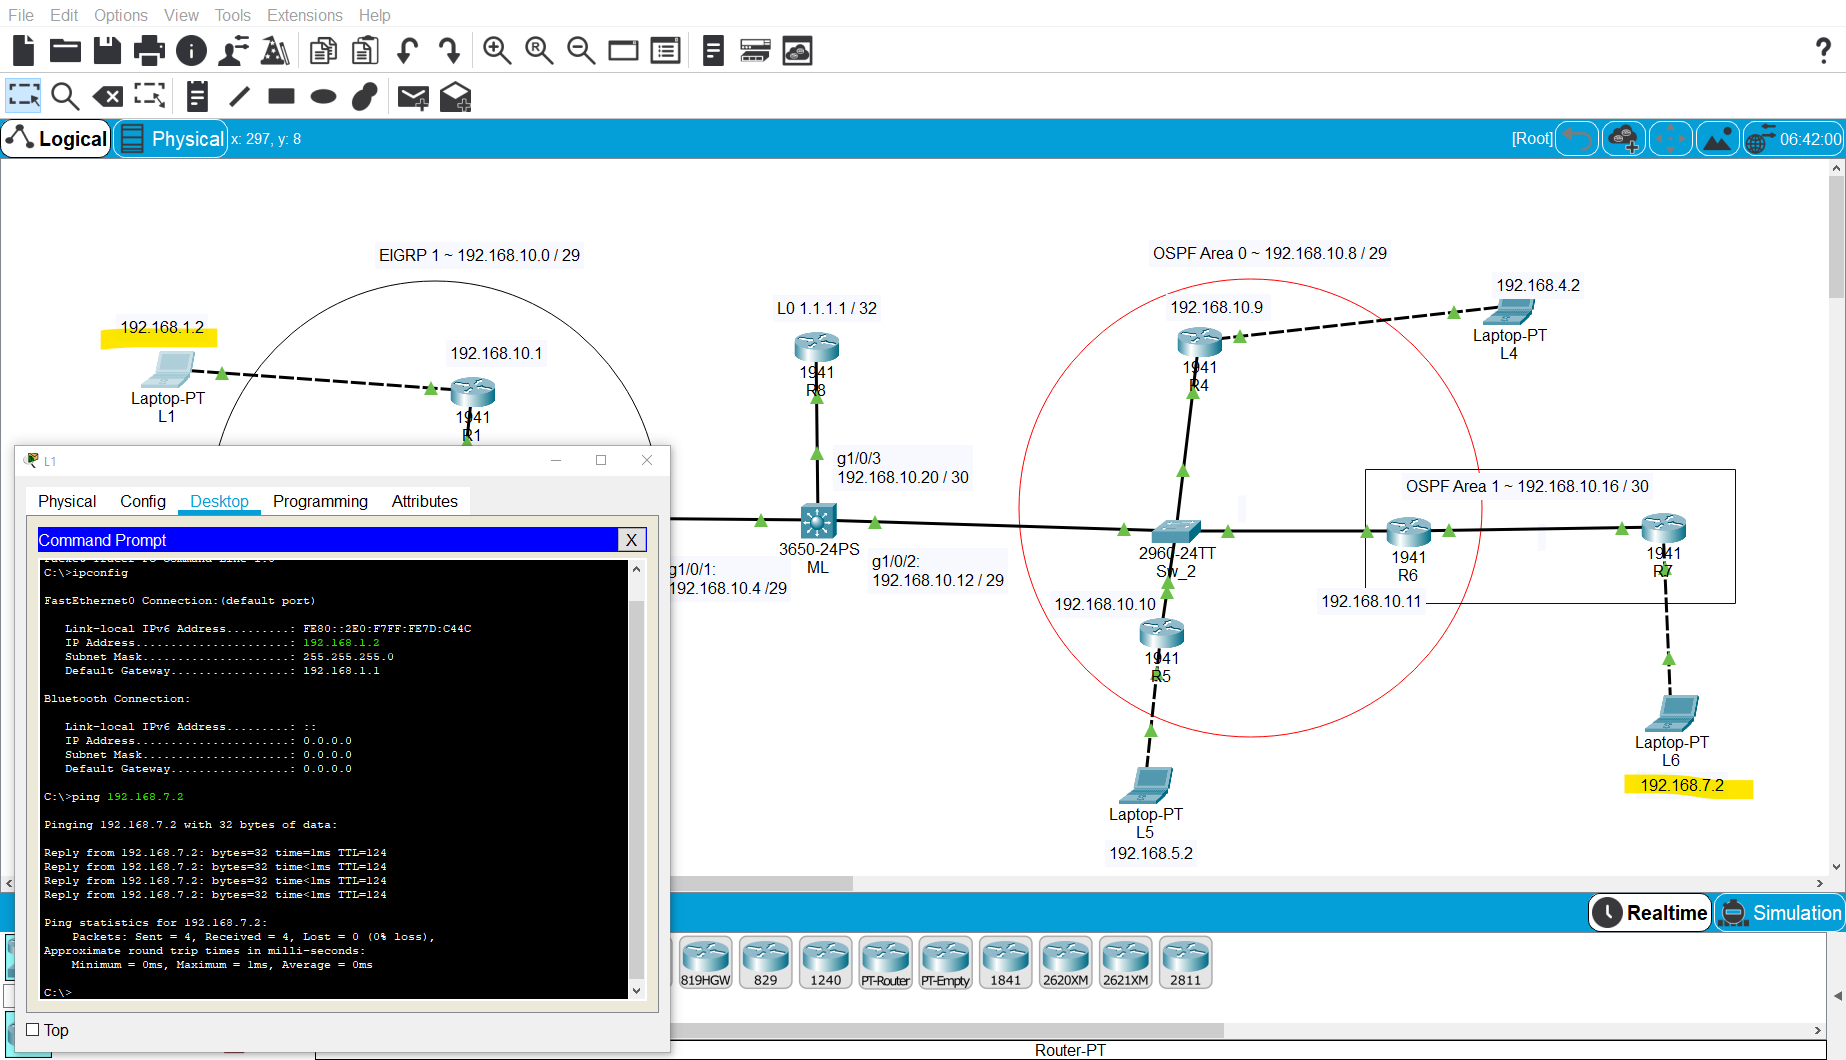 File Edit Options View Tools Extensions Help
Logical
Physical
x: 297, y: 8
[Root]
06:42:00
EIGRP 1 ~ 192.168.10.0 / 29
OSPF Area 0 ~ 192.168.10.8 / 29
192.168.1.2
Laptop-PT
L1
192.168.10.1
1941
R1
L0 1.1.1.1 / 32
1941
R8
g1/0/3
192.168.10.20 / 30
3650-24PS
ML
g1/0/1:
192.168.10.4 /29
g1/0/2:
192.168.10.12 / 29
192.168.10.9
1941
R4
192.168.4.2
Laptop-PT
L4
OSPF Area 1 ~ 192.168.10.16 / 30
2960-24TT
Sw_2
1941
R6
192.168.10.11
1941
R7
192.168.10.10
1941
R5
Laptop-PT
L5
192.168.5.2
Laptop-PT
L6
192.168.7.2
L1
Physical Config Desktop Programming Attributes
Command Prompt
X
C:\>ipconfig
FastEthernet0 Connection:(default port)
Link-local IPv6 Address.........: FE80::2E0:F7FF:FE7D:C44C
IP Address......................: 192.168.1.2
Subnet Mask.....................: 255.255.255.0
Default Gateway.................: 192.168.1.1
Bluetooth Connection:
Link-local IPv6 Address.........: ::
IP Address......................: 0.0.0.0
Subnet Mask.....................: 0.0.0.0
Default Gateway.................: 0.0.0.0
C:\>ping 192.168.7.2
Pinging 192.168.7.2 with 32 bytes of data:
Reply from 192.168.7.2: bytes=32 time=1ms TTL=124
Reply from 192.168.7.2: bytes=32 time<1ms TTL=124
Reply from 192.168.7.2: bytes=32 time<1ms TTL=124
Reply from 192.168.7.2: bytes=32 time<1ms TTL=124
Ping statistics for 192.168.7.2:
Packets: Sent = 4, Received = 4, Lost = 0 (0% loss),
Approximate round trip times in milli-seconds:
Minimum = 0ms, Maximum = 1ms, Average = 0ms
C:\>
Top
Realtime
Simulation
819HGW 829 1240 PT-Router PT-Empty 1841 2620XM 2621XM 2811
Router-PT